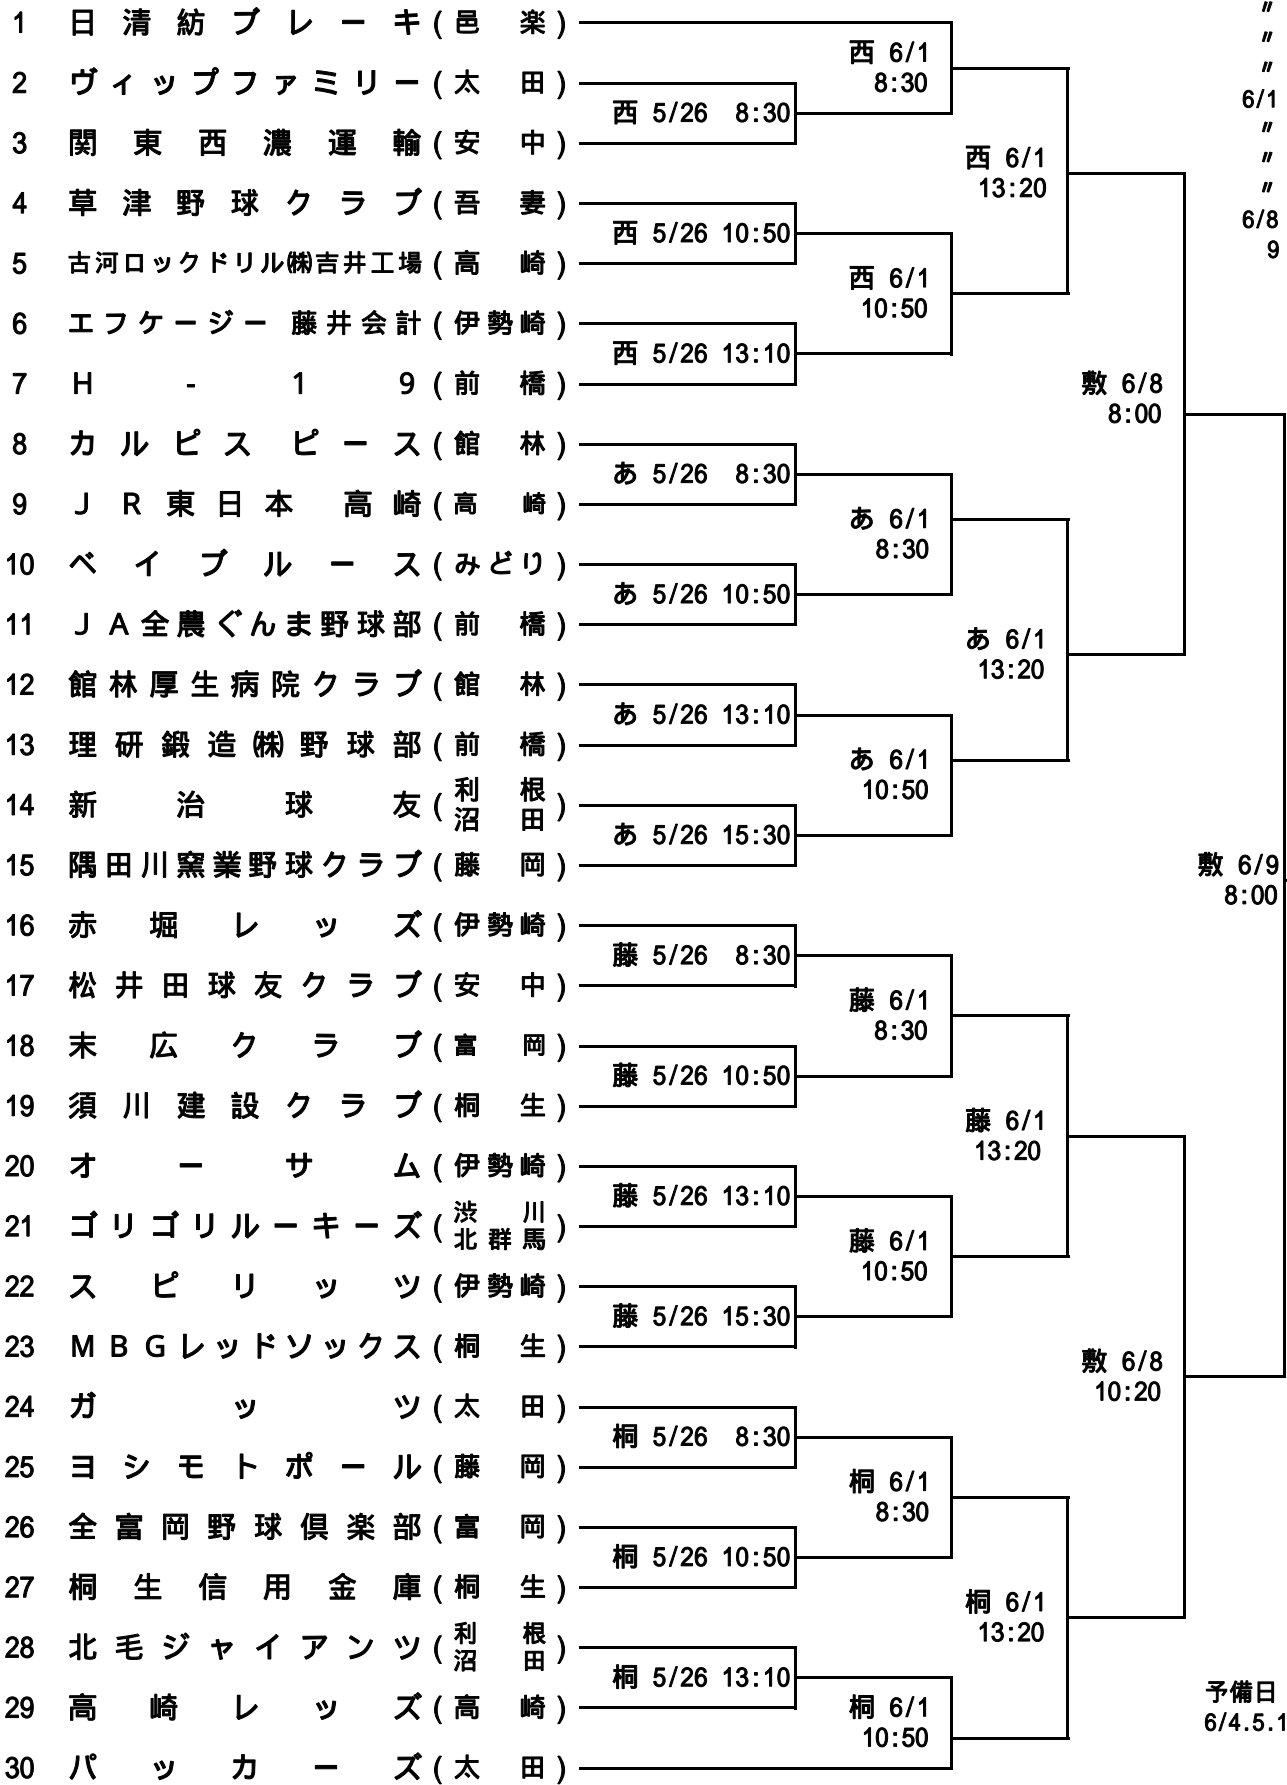 1 日清紡ブレーキ(邑楽)
2 ヴィップファミリー(太田)
3 関東西濃運輸(安中)
4 草津野球クラブ(吾妻)
5 古河ロックドリル㈱吉井工場(高崎)
6 エフケージー 藤井会計(伊勢崎)
7 H-19(前橋)
8 カルピス ピース(館林)
9 JR東日本 高崎(高崎)
10 ベイブルース(みどり)
11 JA全農ぐんま野球部(前橋)
12 館林厚生病院クラブ(館林)
13 理研鍛造㈱野球部(前橋)
14 新治球友(利根沼田)
15 隅田川窯業野球クラブ(藤岡)
16 赤堀レッズ(伊勢崎)
17 松井田球友クラブ(安中)
18 末広クラブ(富岡)
19 須川建設クラブ(桐生)
20 オーサム(伊勢崎)
21 ゴリゴリルーキーズ(渋川北群馬)
22 スピリッツ(伊勢崎)
23 MBGレッドソックス(桐生)
24 ガッツ(太田)
25 ヨシモトポール(藤岡)
26 全富岡野球倶楽部(富岡)
27 桐生信用金庫(桐生)
28 北毛ジャイアンツ(利根沼田)
29 高崎レッズ(高崎)
30 パッカーズ(太田)
西 5/26 8:30
西 5/26 10:50
西 5/26 13:10
あ 5/26 8:30
あ 5/26 10:50
あ 5/26 13:10
あ 5/26 15:30
藤 5/26 8:30
藤 5/26 10:50
藤 5/26 13:10
藤 5/26 15:30
桐 5/26 8:30
桐 5/26 10:50
桐 5/26 13:10
西 6/1
8:30
西 6/1
10:50
あ 6/1
8:30
あ 6/1
10:50
藤 6/1
8:30
藤 6/1
10:50
桐 6/1
8:30
桐 6/1
10:50
西 6/1
13:20
あ 6/1
13:20
藤 6/1
13:20
桐 6/1
13:20
敷 6/8
8:00
敷 6/8
10:20
敷 6/9
8:00
〃
〃
〃
6/1
〃
〃
〃
6/8
9
予備日
6/4.5.1